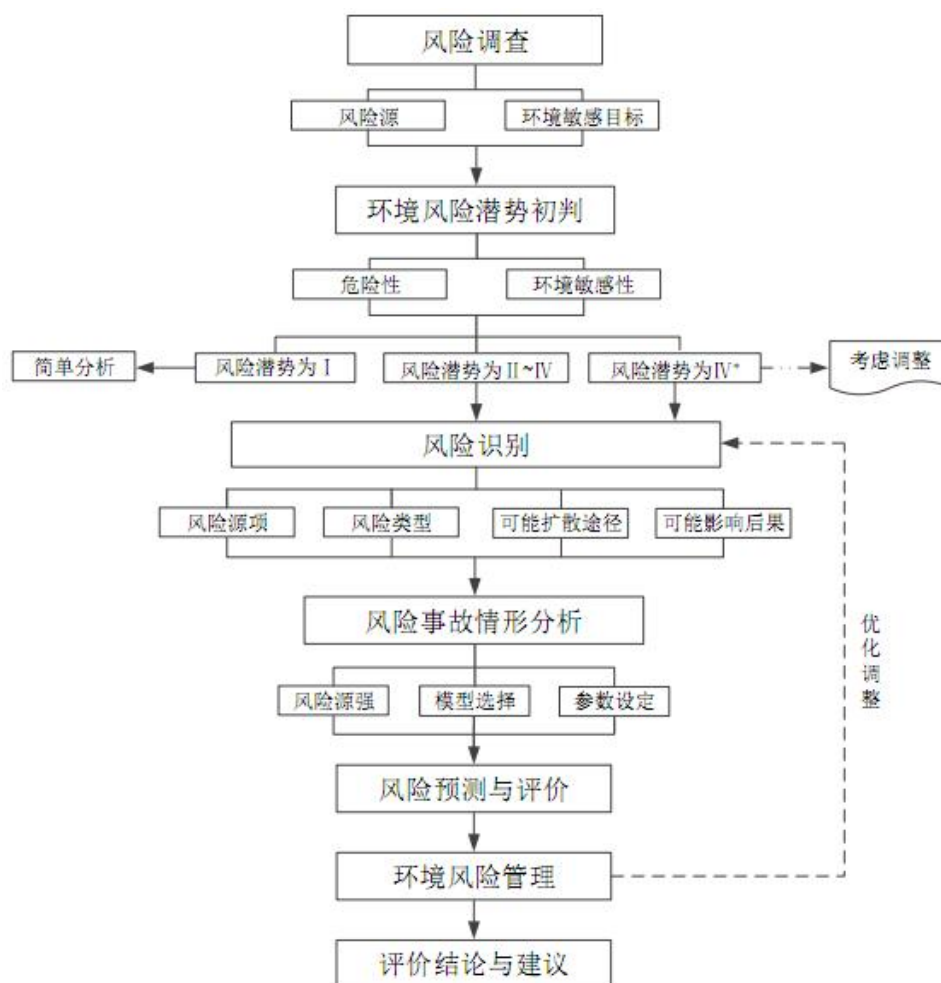 风险调查
风险源
环境敏感目标
环境风险潜势初判
危险性
环境敏感性
简单分析
风险潜势为Ⅰ
风险潜势为Ⅱ~Ⅳ
风险潜势为Ⅳ+
考虑调整
风险识别
风险源项
风险类型
可能扩散途径
可能影响后果
风险事故情形分析
优化调整
风险源强
模型选择
参数设定
风险预测与评价
环境风险管理
评价结论与建议